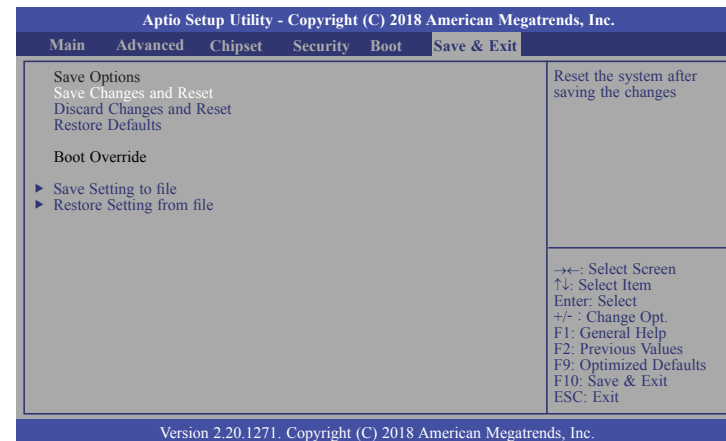 Aptio Setup Utility - Copyright (C) 2018 American Megatrends, Inc.
Main Advanced Chipset Security Boot Save & Exit
Save Options
Save Changes and Reset
Discard Changes and Reset
Restore Defaults
Boot Override
▶ Save Setting to file
▶ Restore Setting from file
Reset the system after
saving the changes
→←: Select Screen
↑↓: Select Item
Enter: Select
+/- : Change Opt.
F1: General Help
F2: Previous Values
F9: Optimized Defaults
F10: Save & Exit
ESC: Exit
Version 2.20.1271. Copyright (C) 2018 American Megatrends, Inc.